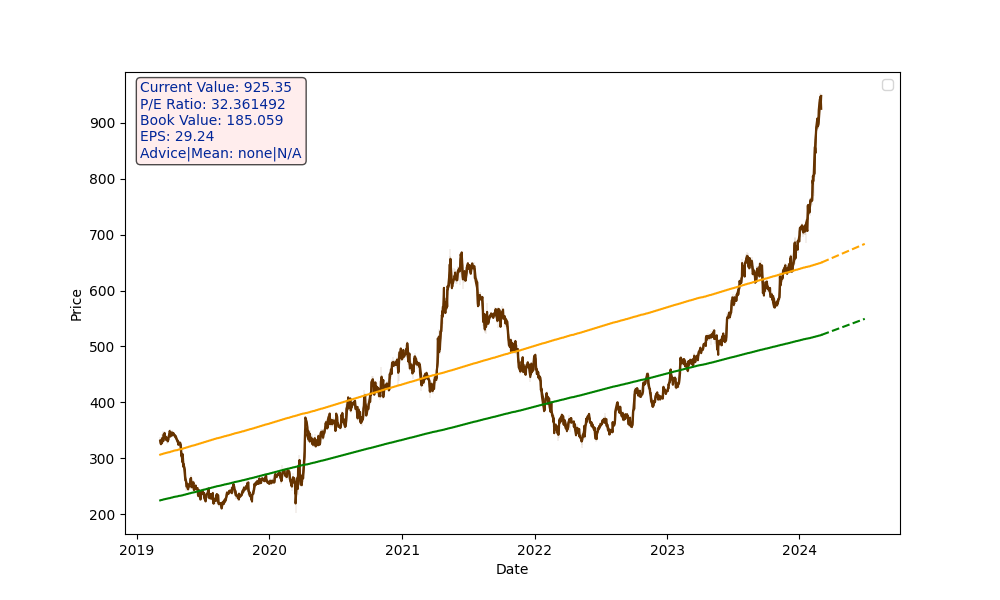 Current Value: 925.35
P/E Ratio: 32.361492
Book Value: 185.059
EPS: 29.24
Advice|Mean: none|N/A
900
800
700
600
500
400
300
200
Price
2019 2020 2021 2022 2023 2024
Date